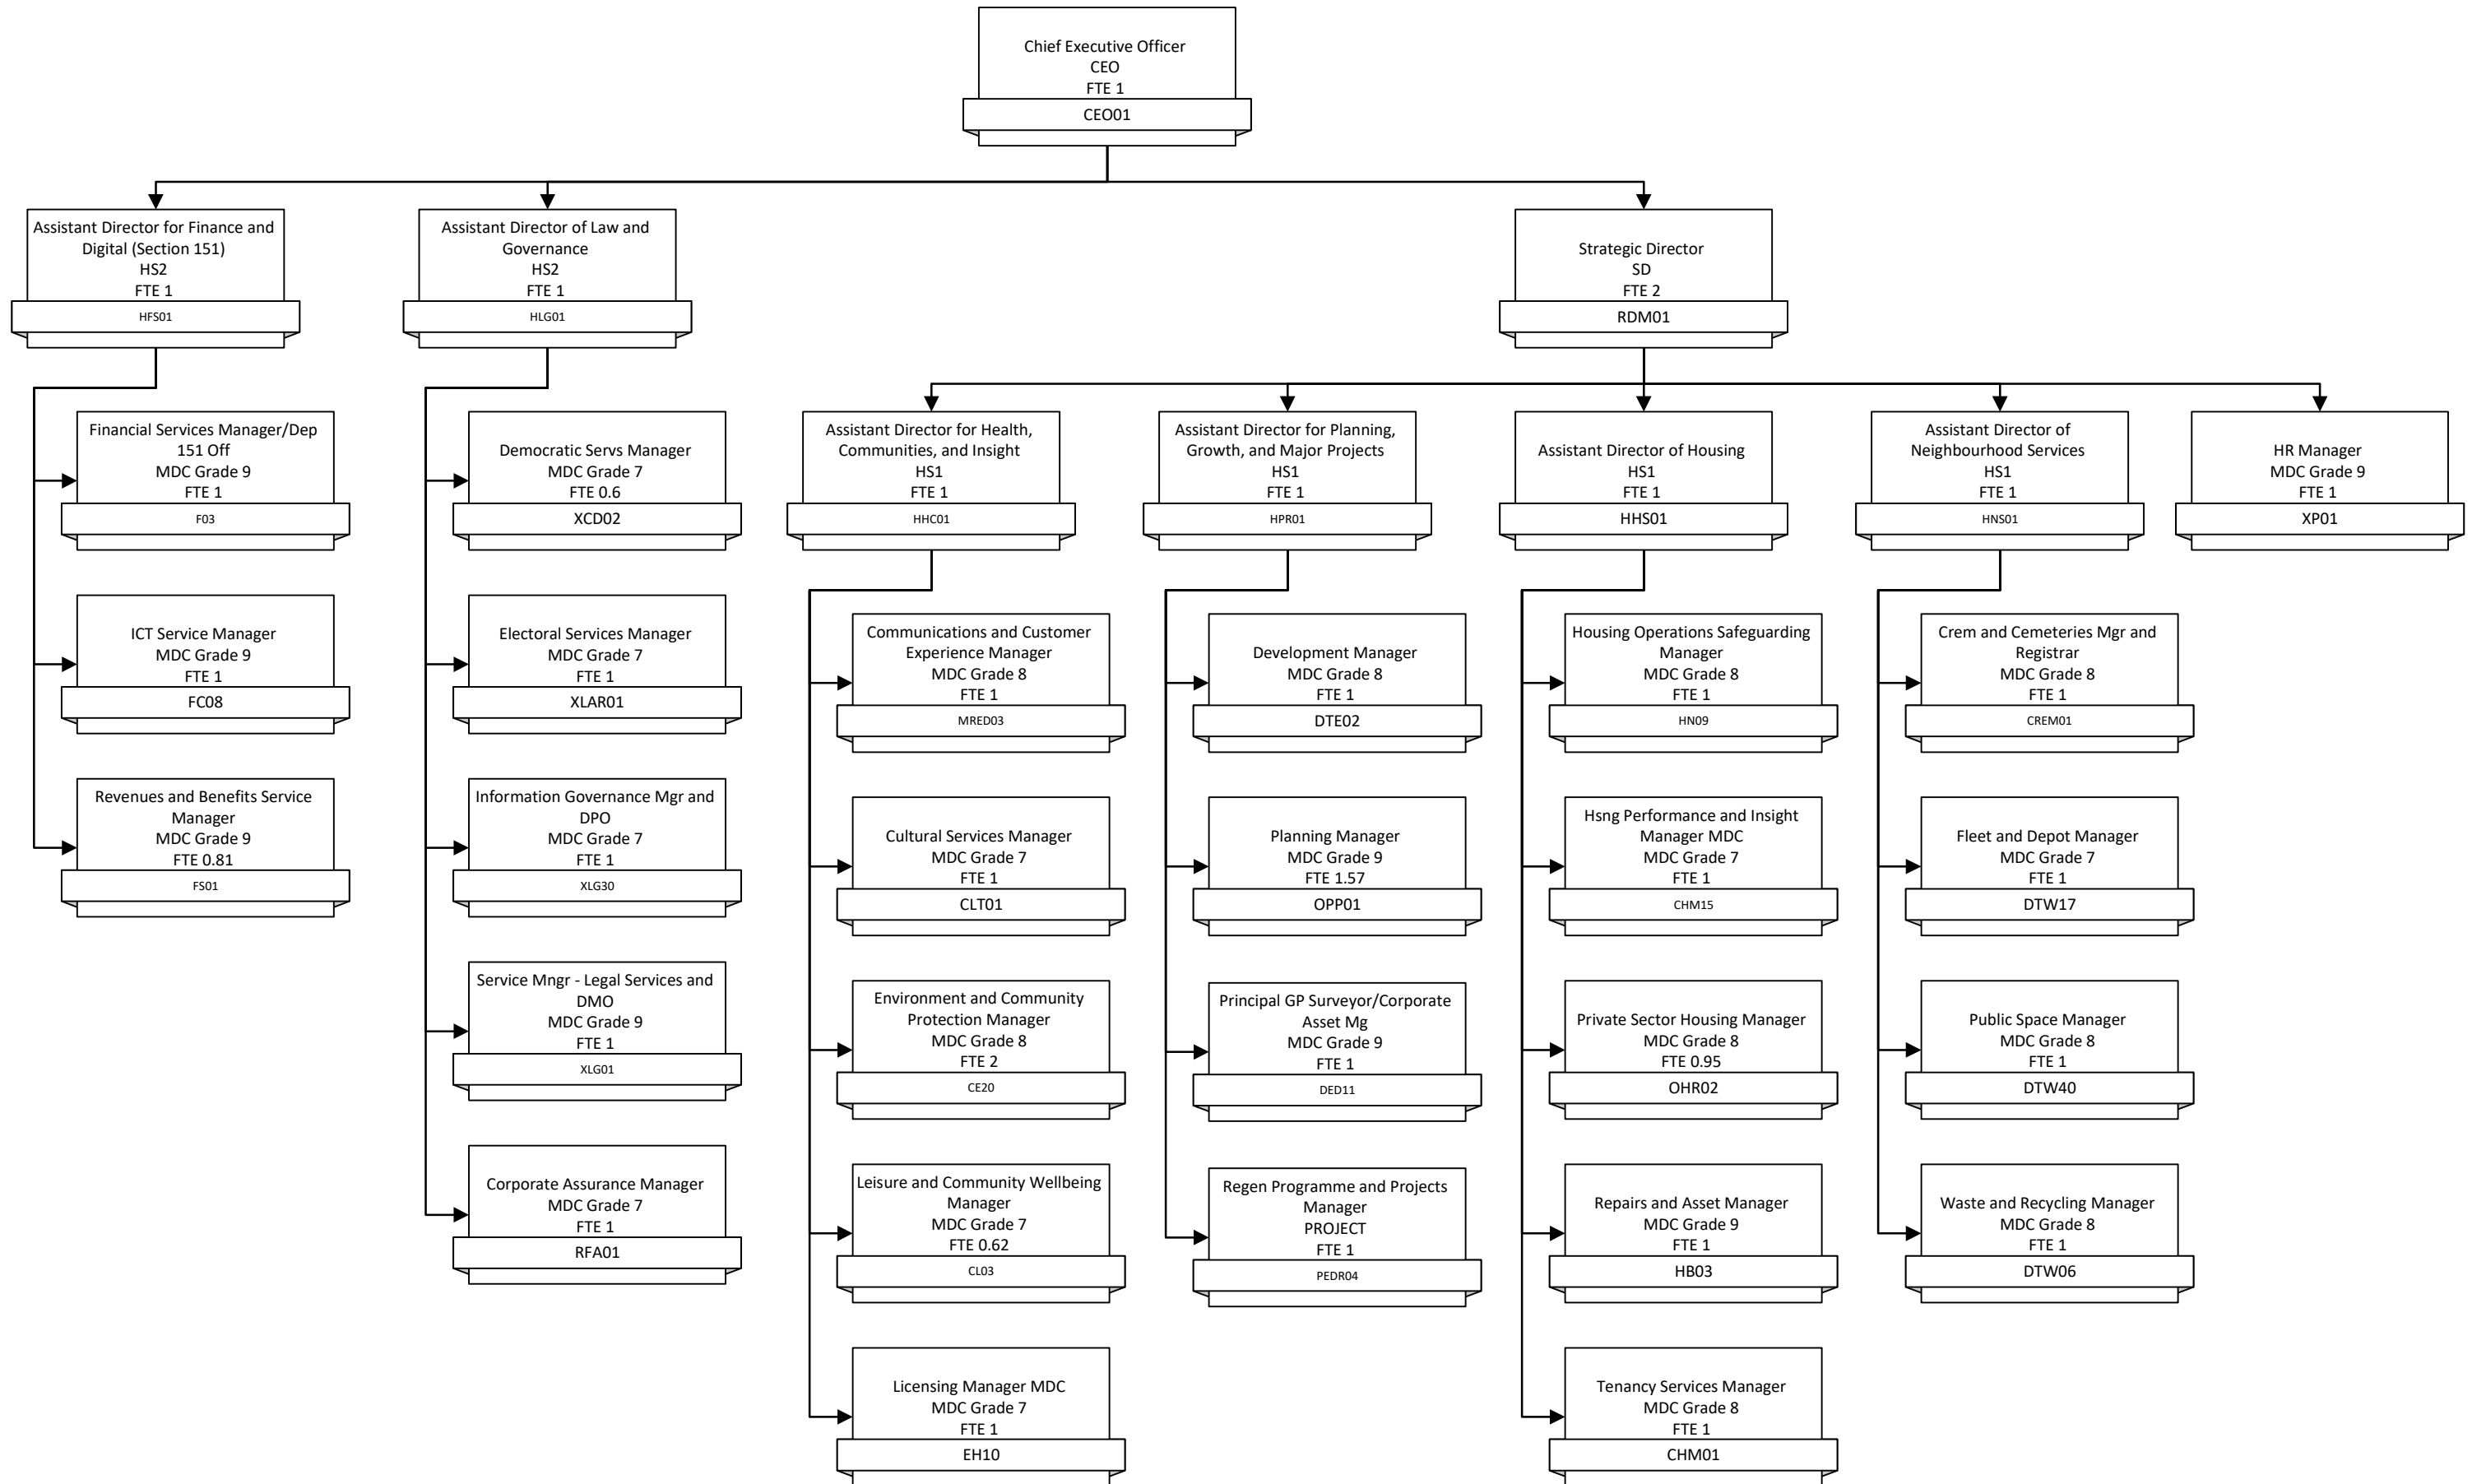 Chief Executive Officer
CEO
FTE 1
CEO01
Assistant Director for Finance and
Digital (Section 151)
HS2
FTE 1
HFS01
Assistant Director of Law and
Governance
HS2
FTE 1
HLG01
Strategic Director
SD
FTE 2
RDM01
Financial Services Manager/Dep
151 Off
MDC Grade 9
FTE 1
F03
Democratic Servs Manager
MDC Grade 7
FTE 0.6
XCD02
Assistant Director for Health,
Communities, and Insight
HS1
FTE 1
HHC01
Assistant Director for Planning,
Growth, and Major Projects
HS1
FTE 1
HPR01
Assistant Director of Housing
HS1
FTE 1
HHS01
Assistant Director of
Neighbourhood Services
HS1
FTE 1
HNS01
HR Manager
MDC Grade 9
FTE 1
XP01
ICT Service Manager
MDC Grade 9
FTE 1
FC08
Electoral Services Manager
MDC Grade 7
FTE 1
XLAR01
Communications and Customer
Experience Manager
MDC Grade 8
FTE 1
MRED03
Development Manager
MDC Grade 8
FTE 1
DTE02
Housing Operations Safeguarding
Manager
MDC Grade 8
FTE 1
HN09
Crem and Cemeteries Mgr and
Registrar
MDC Grade 8
FTE 1
CREM01
Revenues and Benefits Service
Manager
MDC Grade 9
FTE 0.81
FS01
Information Governance Mgr and
DPO
MDC Grade 7
FTE 1
XLG30
Cultural Services Manager
MDC Grade 7
FTE 1
CLT01
Planning Manager
MDC Grade 9
FTE 1.57
OPP01
Hsng Performance and Insight
Manager MDC
MDC Grade 7
FTE 1
CHM15
Fleet and Depot Manager
MDC Grade 7
FTE 1
DTW17
Service Mngr - Legal Services and
DMO
MDC Grade 9
FTE 1
XLG01
Environment and Community
Protection Manager
MDC Grade 8
FTE 2
CE20
Principal GP Surveyor/Corporate
Asset Mg
MDC Grade 9
FTE 1
DED11
Private Sector Housing Manager
MDC Grade 8
FTE 0.95
OHR02
Public Space Manager
MDC Grade 8
FTE 1
DTW40
Corporate Assurance Manager
MDC Grade 7
FTE 1
RFA01
Leisure and Community Wellbeing
Manager
MDC Grade 7
FTE 0.62
CL03
Regen Programme and Projects
Manager
PROJECT
FTE 1
PEDR04
Repairs and Asset Manager
MDC Grade 9
FTE 1
HB03
Waste and Recycling Manager
MDC Grade 8
FTE 1
DTW06
Licensing Manager MDC
MDC Grade 7
FTE 1
EH10
Tenancy Services Manager
MDC Grade 8
FTE 1
CHM01